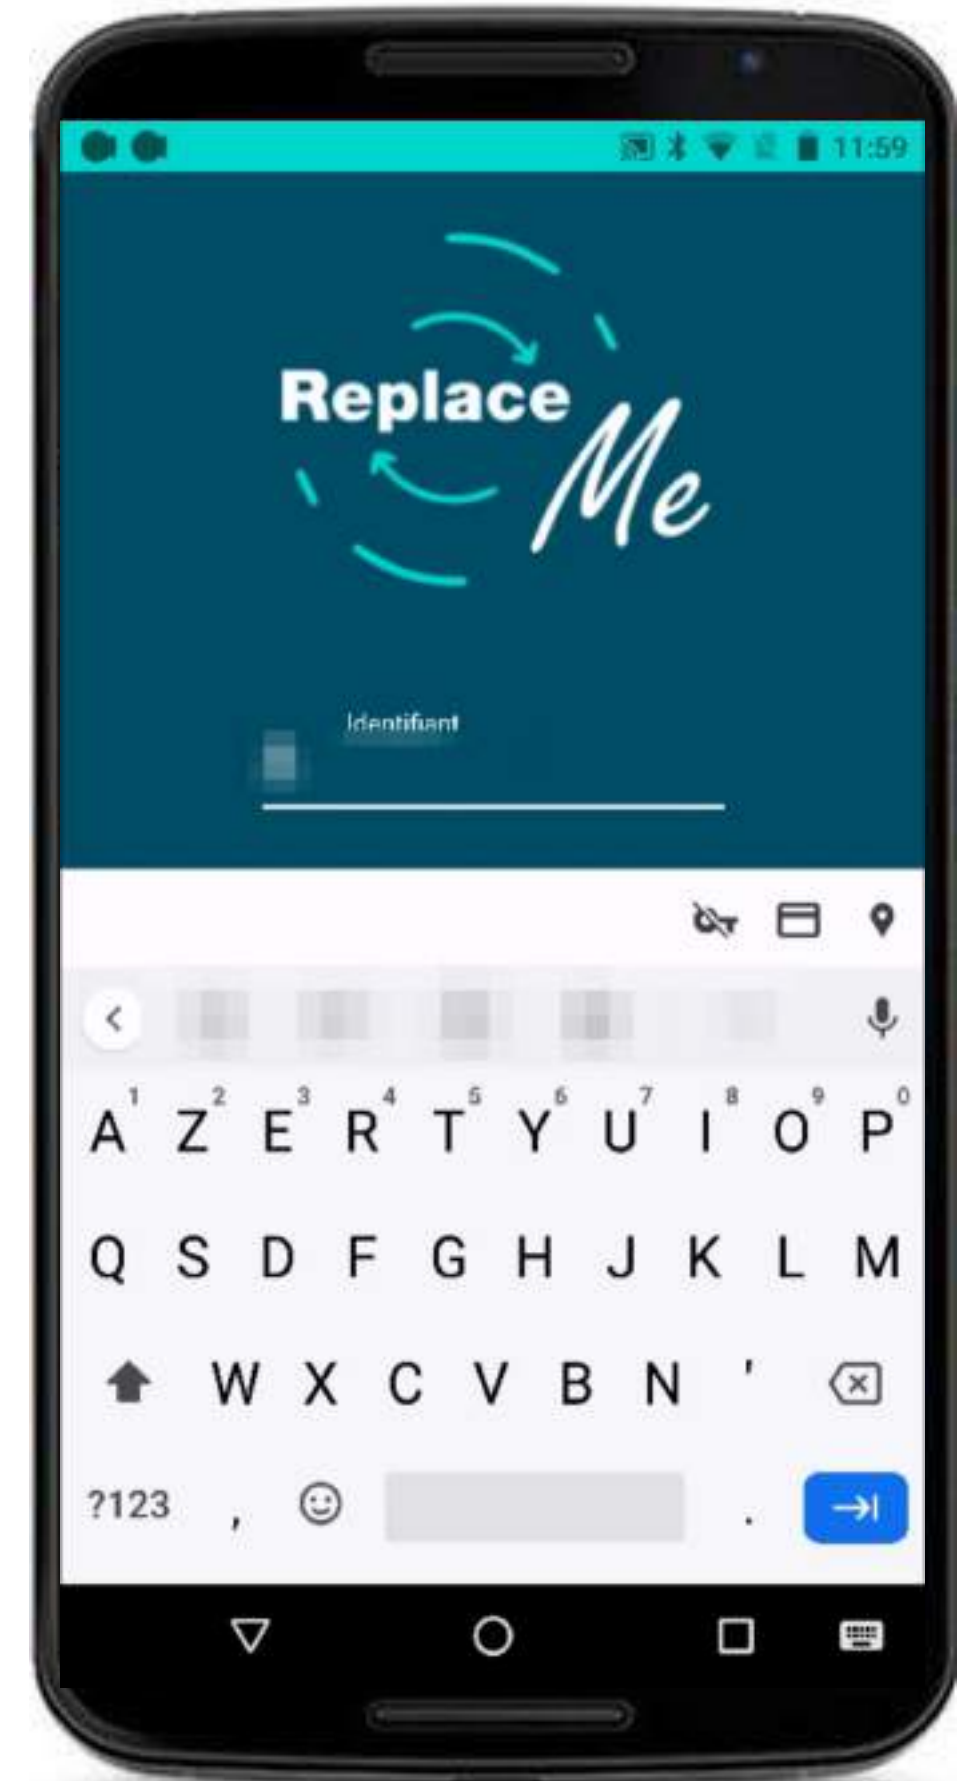 11:59
Replace
Me
Identifiant
1 2 3 4 5 6 7 8 9 0
A Z E R T Y U I O P
Q S D F G H J K L M
W X C V B N '
?123 , .